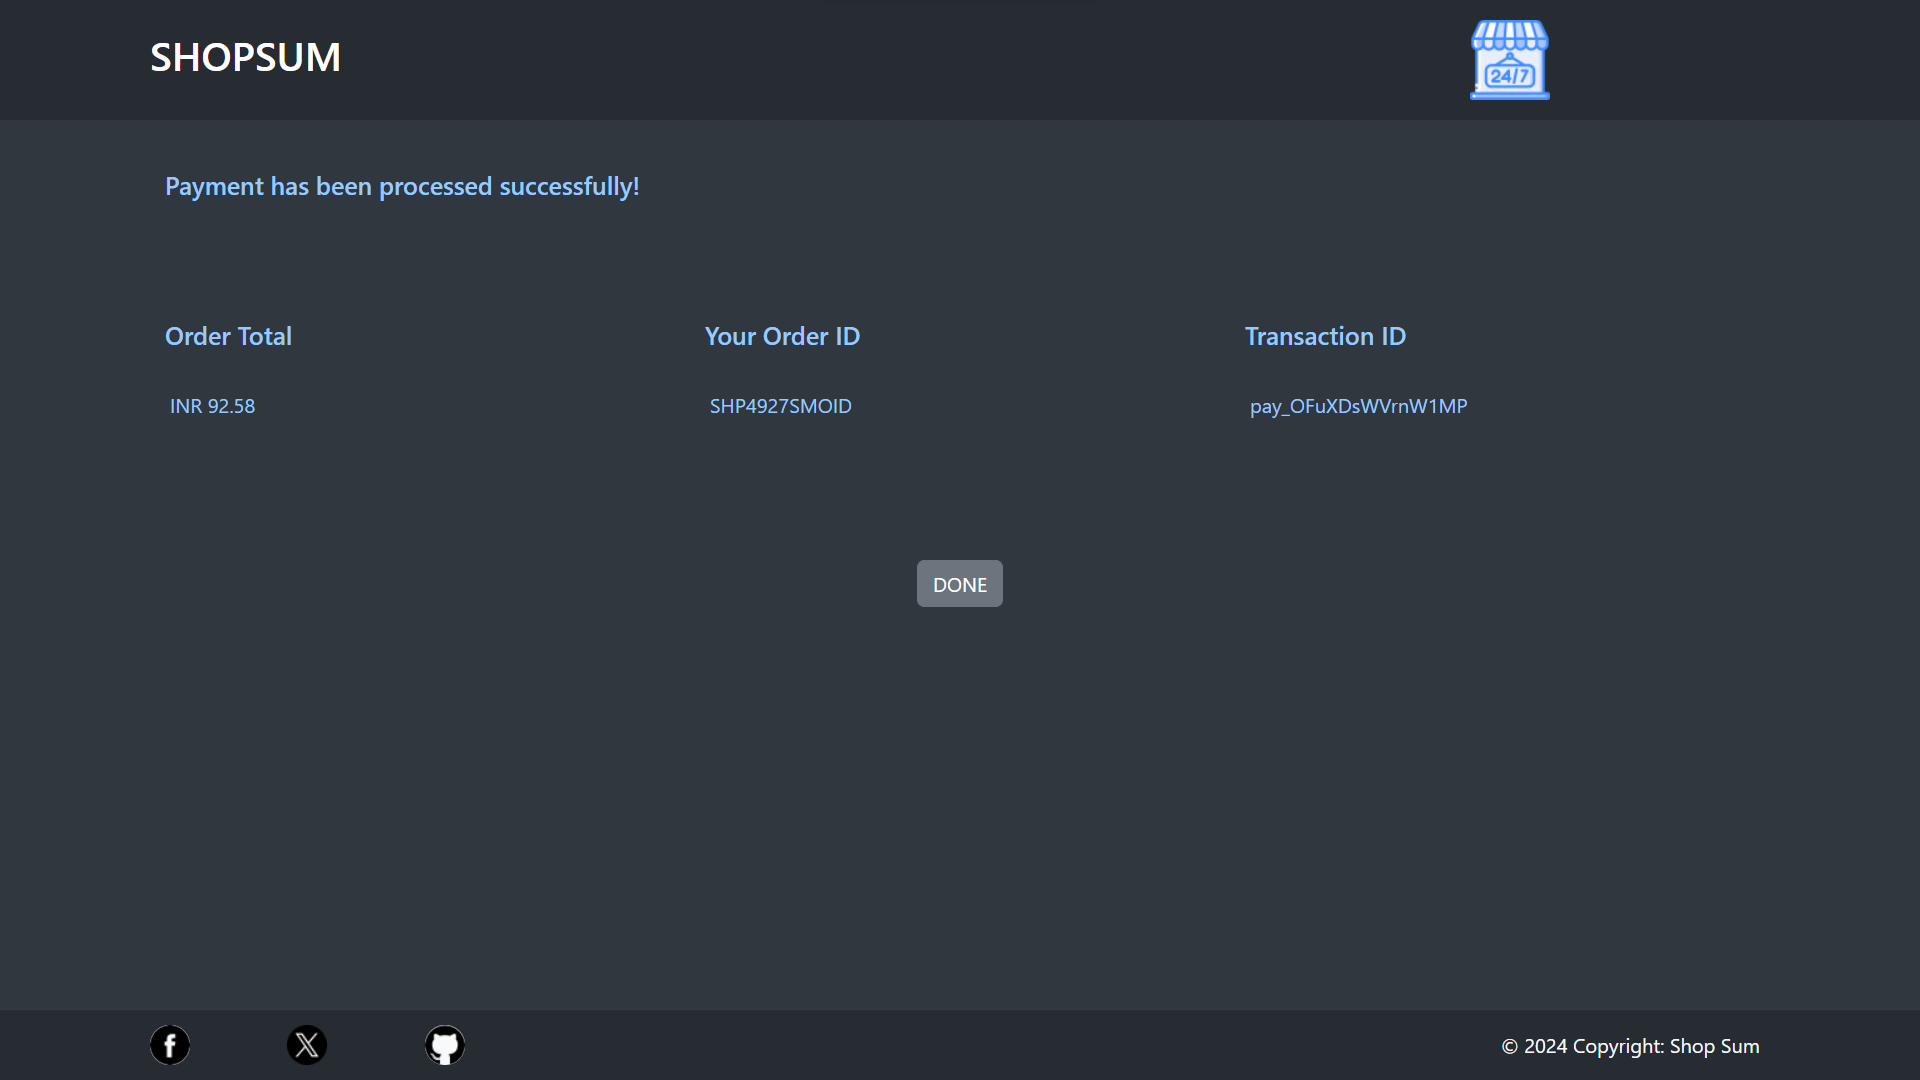 SHOPSUM
24/7
Payment has been processed successfully!
Order Total
Your Order ID
Transaction ID
INR 92.58
SHP4927SMOID
pay_OFuXDsWVrnW1MP
DONE
© 2024 Copyright: Shop Sum